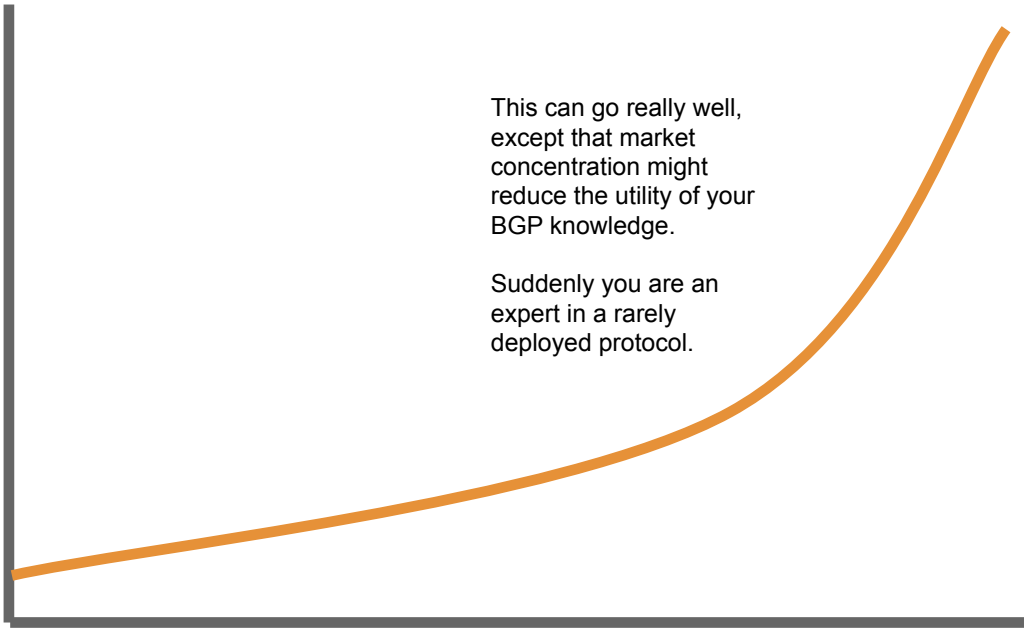 This can go really well,
except that market
concentration might
reduce the utility of your
BGP knowledge.
Suddenly you are an
expert in a rarely
deployed protocol.